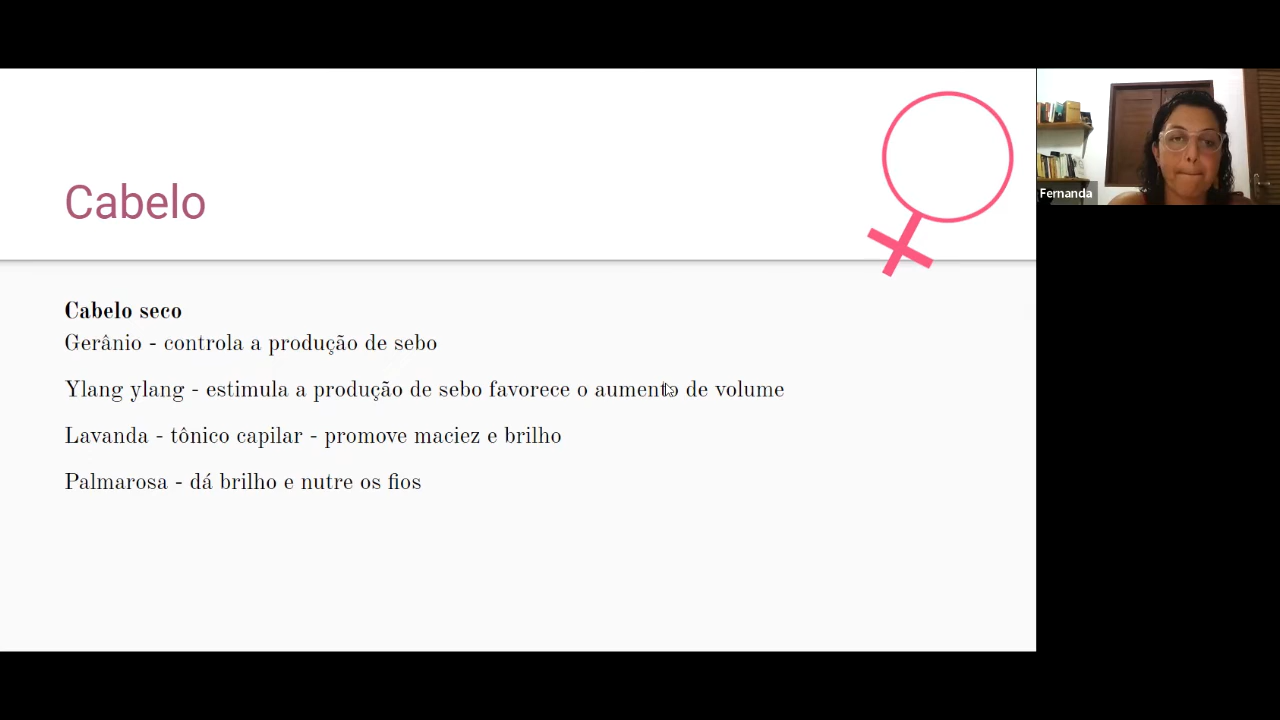 Cabelo
Fernanda
Cabelo seco
Gerânio - controla a produção de sebo
Ylang ylang - estimula a produção de sebo favorece o aumento de volume
Lavanda - tônico capilar - promove maciez e brilho
Palmarosa - dá brilho e nutre os fios